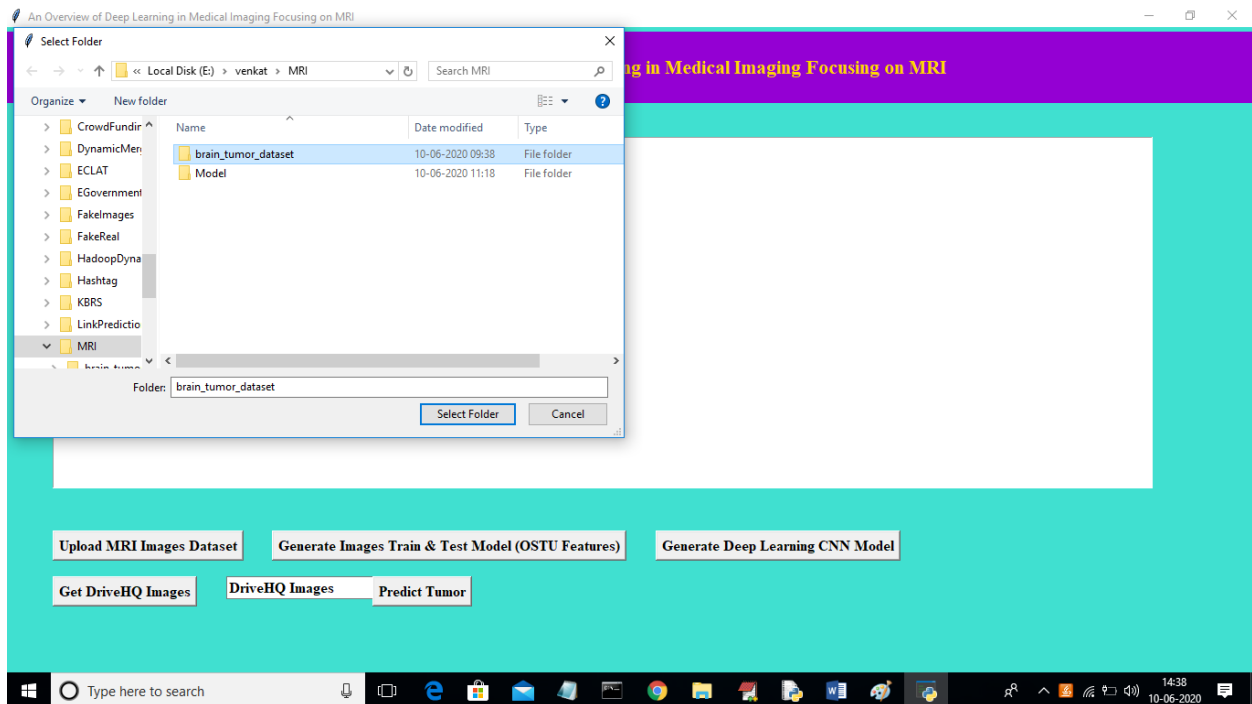 An Overview of Deep Learning in Medical Imaging Focusing on MRI
Select Folder
ng in Medical Imaging Focusing on MRI
« Local Disk (E:) › venkat › MRI
Search MRI
Organize
New folder
Name
Date modified
Type
CrowdFundin
DynamicMer
ECLAT
EGovernment
FakeImages
FakeReal
HadoopDyna
Hashtag
KBRS
LinkPredictio
MRI
brain_tumo
brain_tumor_dataset 10-06-2020 09:38 File folder
Model 10-06-2020 11:18 File folder
Folder: brain_tumor_dataset
Select Folder
Cancel
Upload MRI Images Dataset
Generate Images Train & Test Model (OSTU Features)
Generate Deep Learning CNN Model
Get DriveHQ Images
DriveHQ Images
Predict Tumor
Type here to search
14:38
10-06-2020